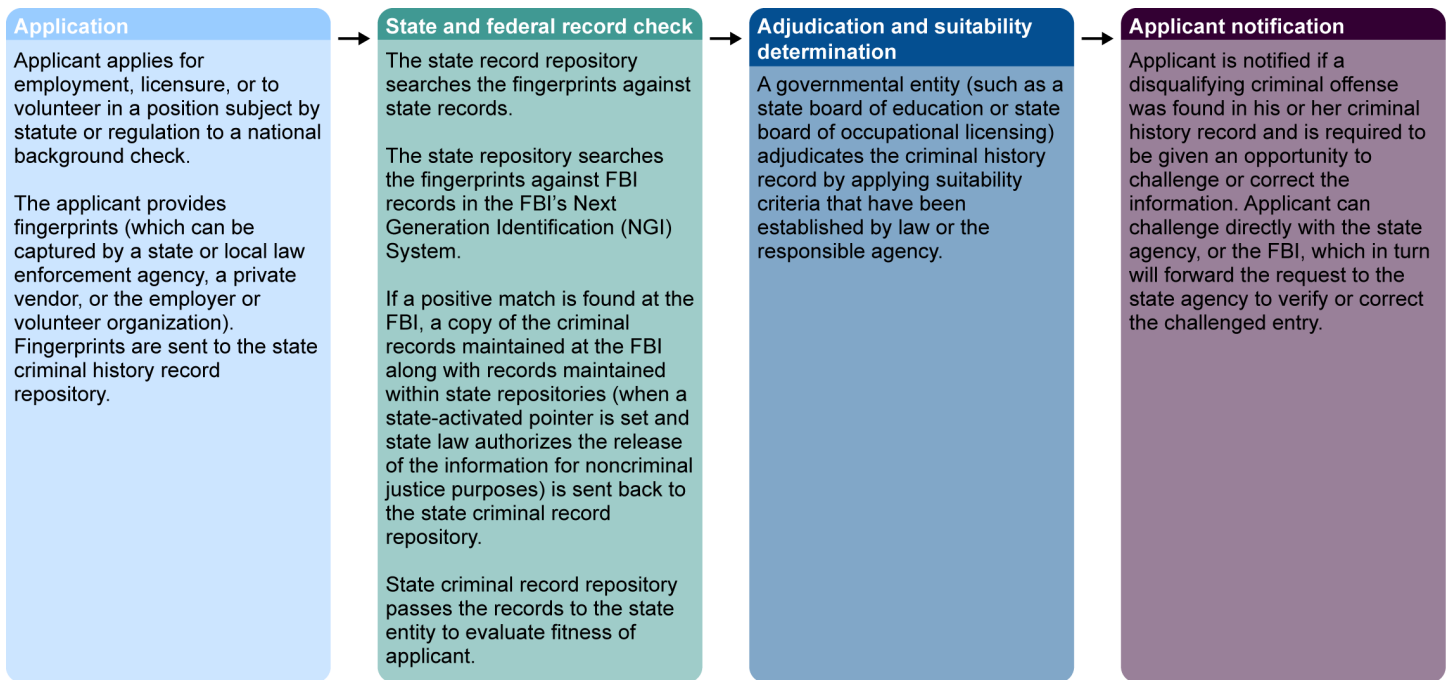 Application
Applicant applies for
employment, licensure, or to
volunteer in a position subject by
statute or regulation to a national
background check.
The applicant provides
fingerprints (which can be
captured by a state or local law
enforcement agency, a private
vendor, or the employer or
volunteer organization).
Fingerprints are sent to the state
criminal history record
repository.
State and federal record check
The state record repository
searches the fingerprints against
state records.
The state repository searches
the fingerprints against FBI
records in the FBI's Next
Generation Identification (NGI)
System.
If a positive match is found at the
FBI, a copy of the criminal
records maintained at the FBI
along with records maintained
within state repositories (when a
state-activated pointer is set and
state law authorizes the release
of the information for noncriminal
justice purposes) is sent back to
the state criminal record
repository.
State criminal record repository
passes the records to the state
entity to evaluate fitness of
applicant.
Adjudication and suitability
determination
A governmental entity (such as a
state board of education or state
board of occupational licensing)
adjudicates the criminal history
record by applying suitability
criteria that have been
established by law or the
responsible agency.
Applicant notification
Applicant is notified if a
disqualifying criminal offense
was found in his or her criminal
history record and is required to
be given an opportunity to
challenge or correct the
information. Applicant can
challenge directly with the state
agency, or the FBI, which in turn
will forward the request to the
state agency to verify or correct
the challenged entry.